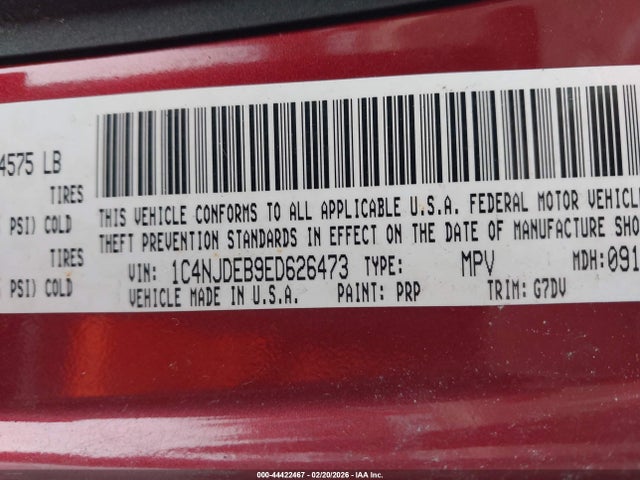 4575 LB
TIRES
PSI) COLD
THIS VEHICLE CONFORMS TO ALL APPLICABLE U.S.A. FEDERAL MOTOR VEHICLE
THEFT PREVENTION STANDARDS IN EFFECT ON THE DATE OF MANUFACTURE SHO
TIRES
PSI) COLD
VIN: 1C4NJDEB9ED626473 TYPE: MPV MDH: 091
VEHICLE MADE IN U.S.A. PAINT: PRP TRIM: G7DV
000-44422467 - 02/20/2026 - IAA Inc.